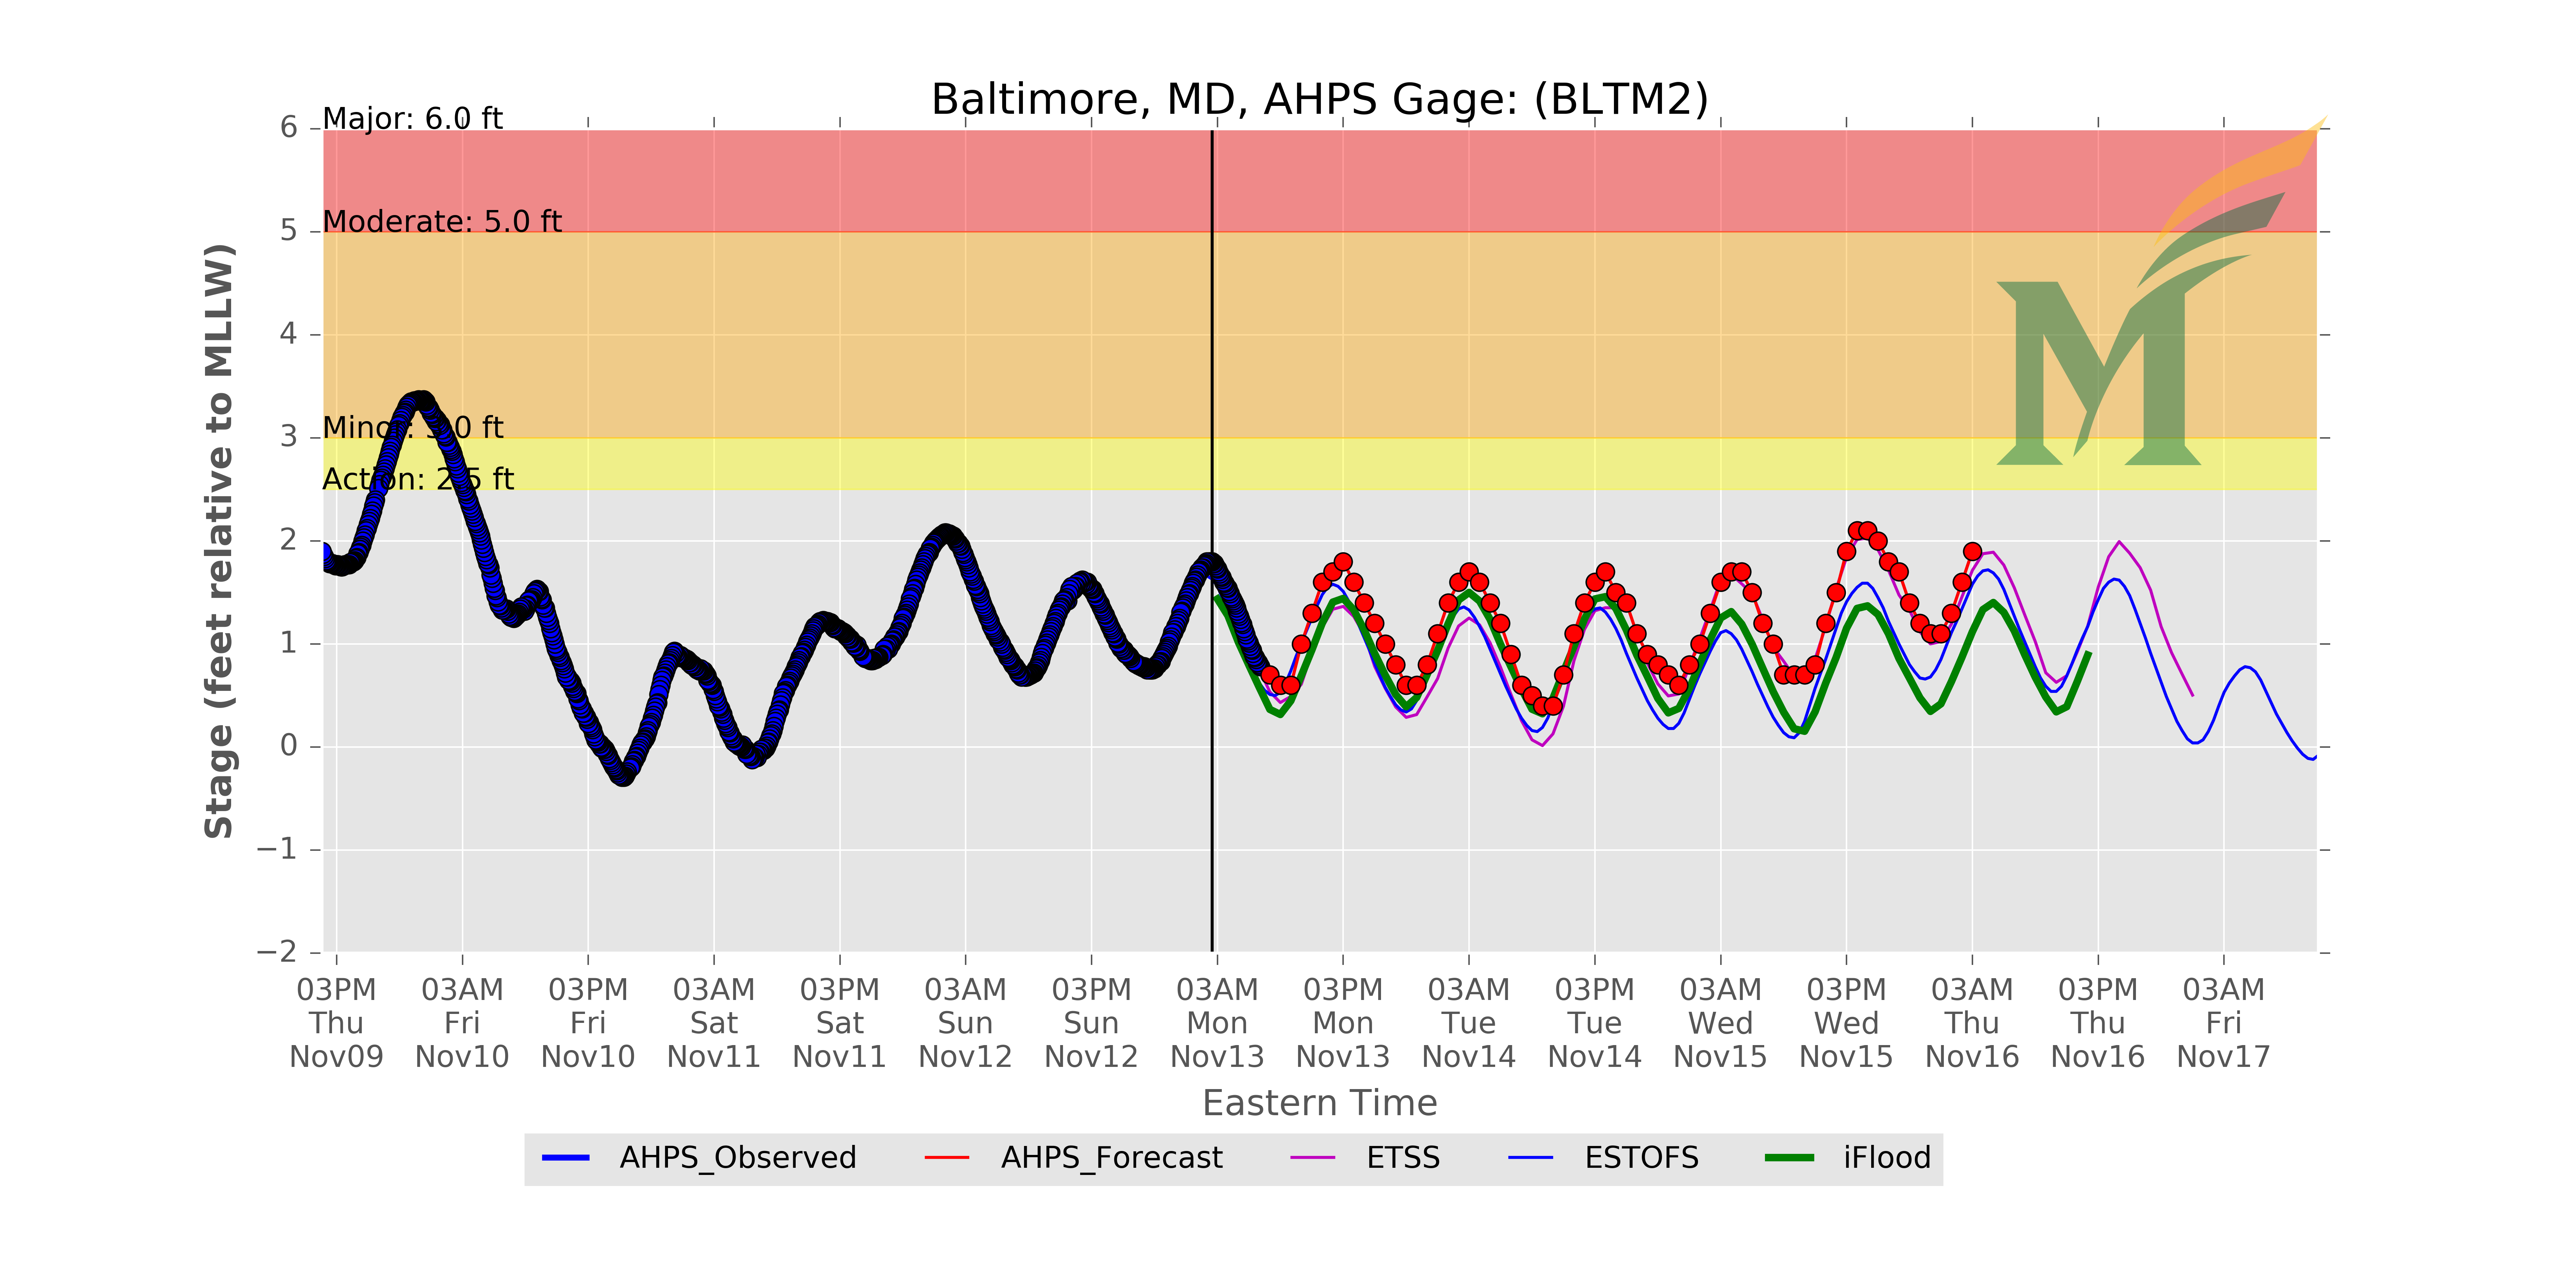 Baltimore, MD, AHPS Gage: (BLTM2)
Major: 6.0 ft
Moderate: 5.0 ft
Minor: 3.0 ft
Action: 2.5 ft
Stage (feet relative to MLLW)
6
5
4
3
2
1
0
−1
−2
03PM 03AM 03PM 03AM 03PM 03AM 03PM 03AM 03PM 03AM 03PM 03AM 03PM 03AM 03PM 03AM
Thu Fri Fri Sat Sat Sun Sun Mon Mon Tue Tue Wed Wed Thu Thu Fri
Nov09 Nov10 Nov10 Nov11 Nov11 Nov12 Nov12 Nov13 Nov13 Nov14 Nov14 Nov15 Nov15 Nov16 Nov16 Nov17
Eastern Time
AHPS_Observed AHPS_Forecast ETSS ESTOFS iFlood
M